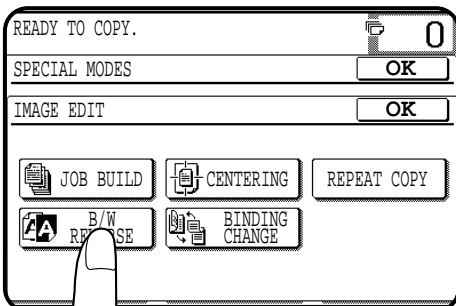 READY TO COPY.
0
SPECIAL MODES
OK
IMAGE EDIT
OK
JOB BUILD
CENTERING
REPEAT COPY
B/W
BINDING
CHANGE